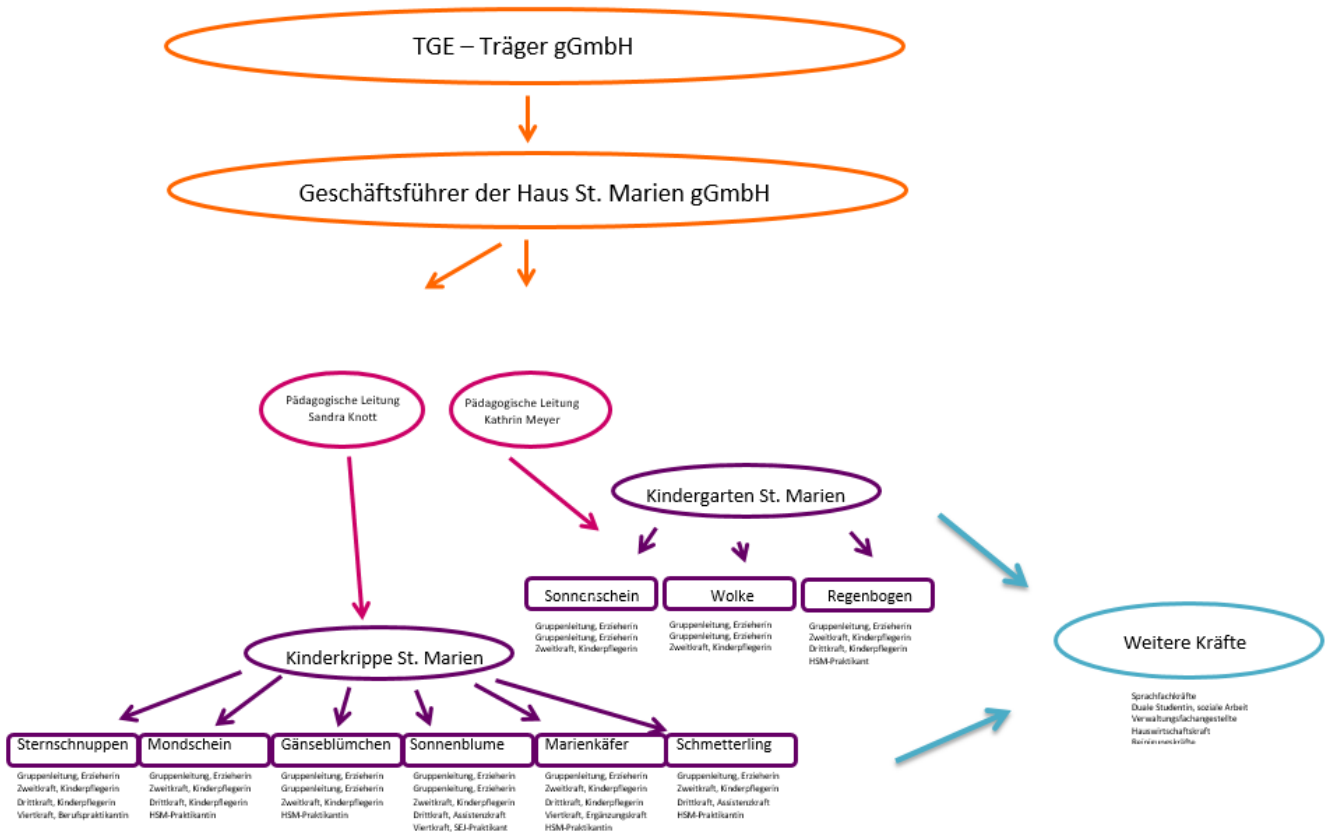 TGE – Träger gGmbH
Geschäftsführer der Haus St. Marien gGmbH
Pädagogische Leitung
Sandra Knott
Pädagogische Leitung
Kathrin Meyer
Kindergarten St. Marien
Sonnenschein
Gruppenleitung, Erzieherin
Gruppenleitung, Erzieherin
Zweitkraft, Kinderpflegerin
Wolke
Gruppenleitung, Erzieherin
Gruppenleitung, Erzieherin
Zweitkraft, Kinderpflegerin
Regenbogen
Gruppenleitung, Erzieherin
Zweitkraft, Kinderpflegerin
Drittkraft, Kinderpflegerin
HSM-Praktikant
Weitere Kräfte
Sprachfachkräfte
Duale Studentin, soziale Arbeit
Verwaltungsfachangestellte
Hauswirtschaftskraft
Reinigungskräfte
Kinderkrippe St. Marien
Sternschnuppen
Gruppenleitung, Erzieherin
Zweitkraft, Kinderpflegerin
Drittkraft, Kinderpflegerin
Viertkraft, Berufspraktikantin
Mondschein
Gruppenleitung, Erzieherin
Zweitkraft, Kinderpflegerin
Drittkraft, Kinderpflegerin
HSM-Praktikantin
Gänseblümchen
Gruppenleitung, Erzieherin
Gruppenleitung, Erzieherin
Zweitkraft, Kinderpflegerin
HSM-Praktikantin
Sonnenblume
Gruppenleitung, Erzieherin
Gruppenleitung, Erzieherin
Zweitkraft, Kinderpflegerin
Drittkraft, Assistenzkraft
Viertkraft, SEJ-Praktikant
Marienkäfer
Gruppenleitung, Erzieherin
Zweitkraft, Kinderpflegerin
Drittkraft, Kinderpflegerin
Viertkraft, Ergänzungskraft
HSM-Praktikantin
Schmetterling
Gruppenleitung, Erzieherin
Zweitkraft, Kinderpflegerin
Drittkraft, Assistenzkraft
HSM-Praktikantin